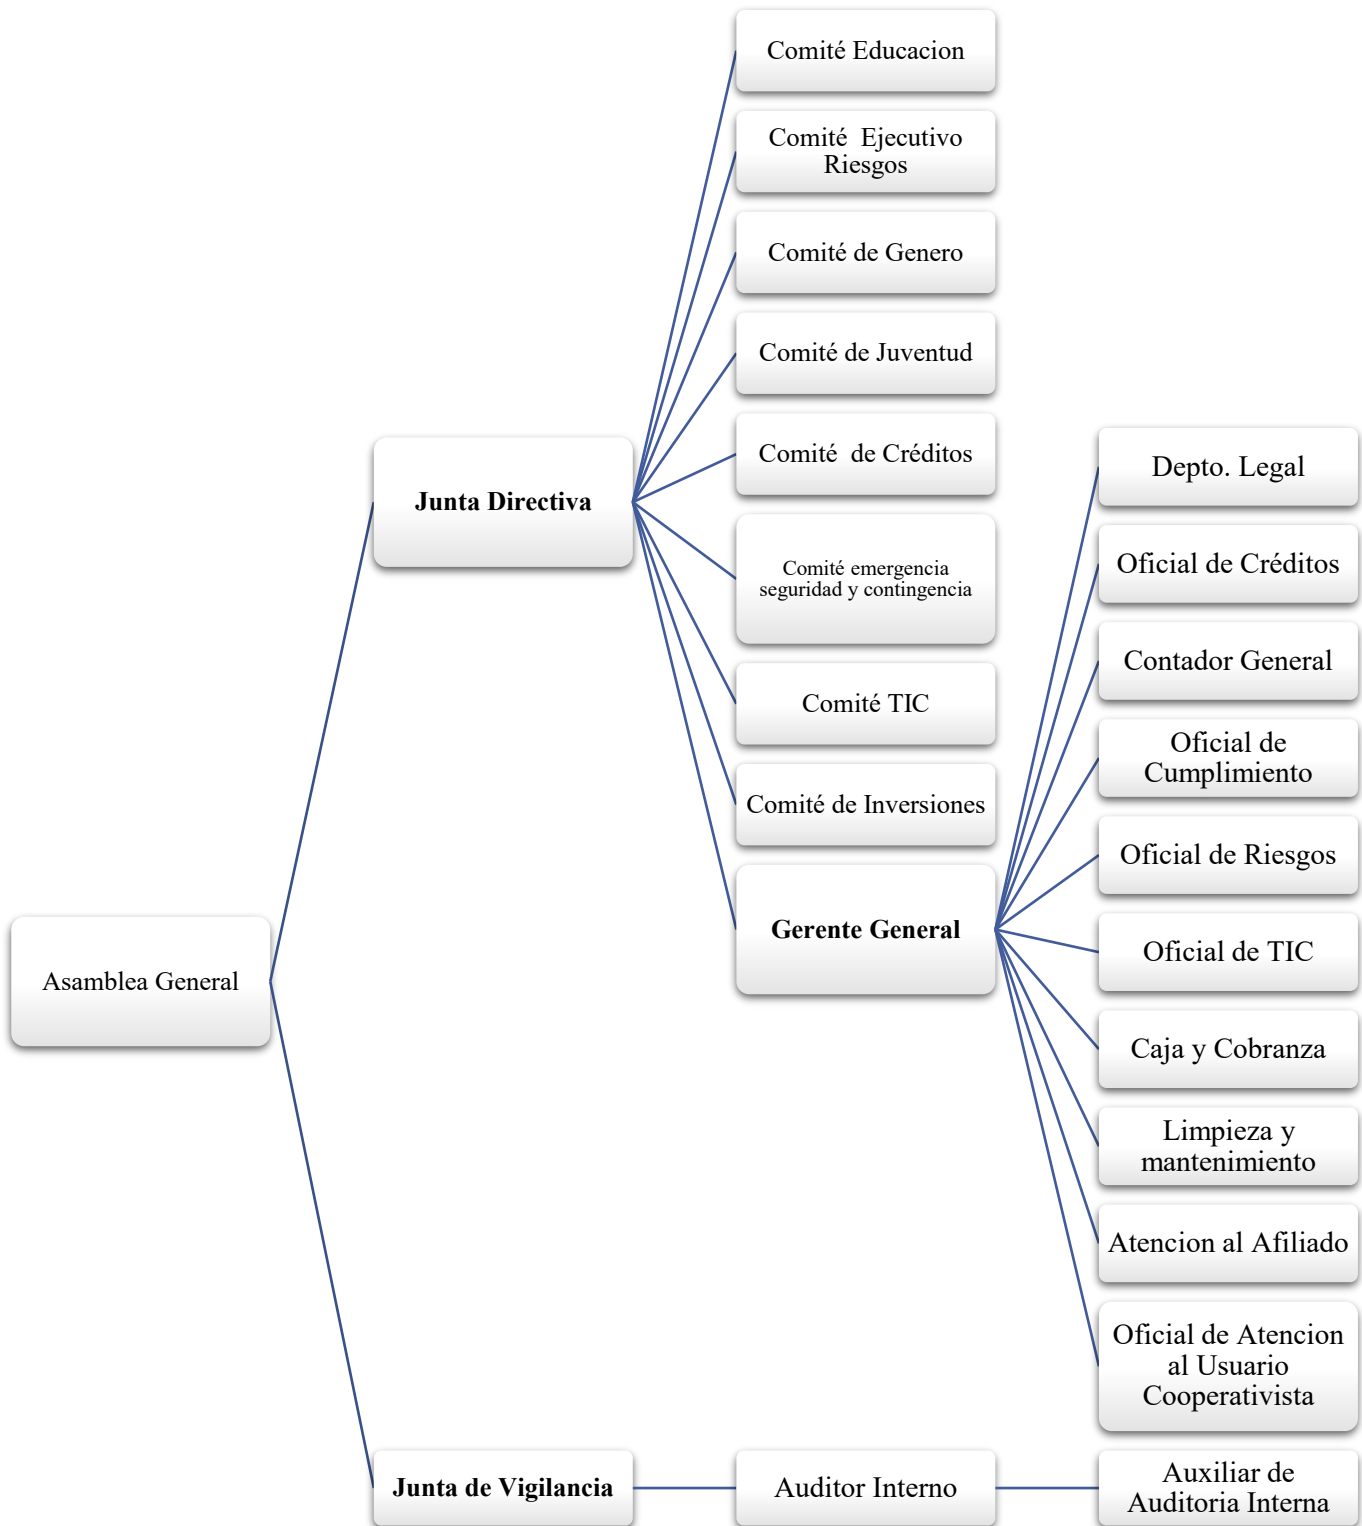 Asamblea General
Junta Directiva
Comité Educacion
Comité  Ejecutivo
Riesgos
Comité de Genero
Comité de Juventud
Comité  de Créditos
Comité emergencia
seguridad y contingencia
Comité TIC
Comité de Inversiones
Gerente General
Depto. Legal
Oficial de Créditos
Contador General
Oficial de
Cumplimiento
Oficial de Riesgos
Oficial de TIC
Caja y Cobranza
Limpieza y
mantenimiento
Atencion al Afiliado
Oficial de Atencion
al Usuario
Cooperativista
Junta de Vigilancia
Auditor Interno
Auxiliar de
Auditoria Interna